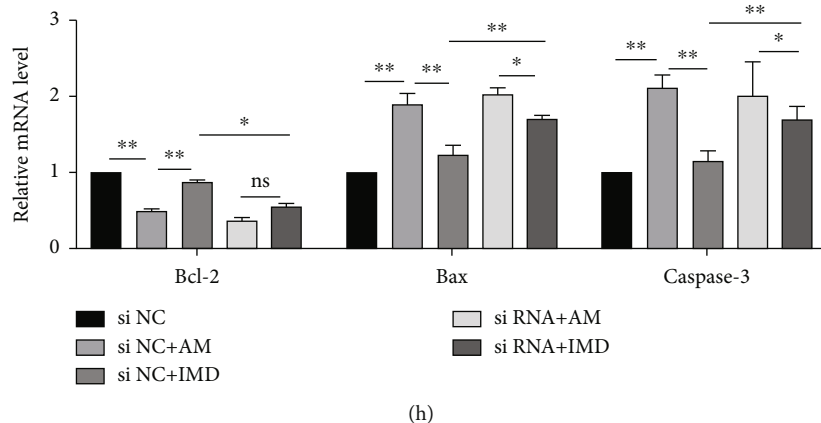 3
2
1
0
Relative mRNA level
** ** * ns
** ** ** *
** ** ** *
Bcl-2 Bax Caspase-3
si NC
si NC+AM
si NC+IMD
si RNA+AM
si RNA+IMD
(h)